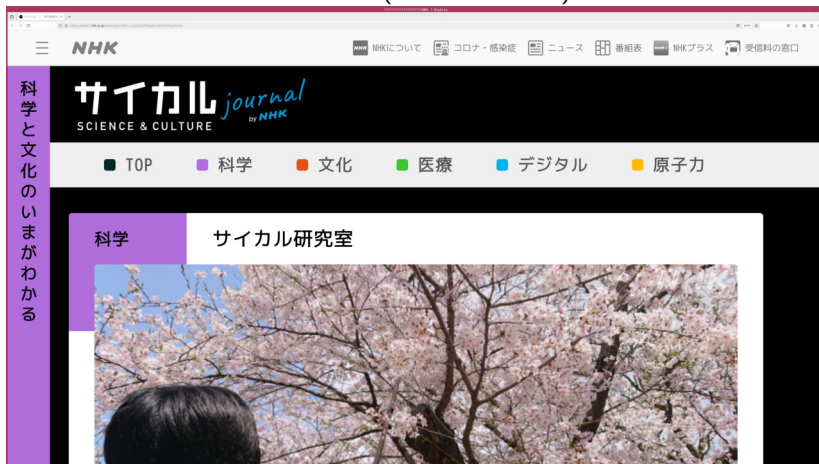 NHK
NHKについて
コロナ・感染症
ニュース
番組表
NHKプラス
受信料の窓口
科学と文化のいまがわかる
サイカル journal
by NHK
SCIENCE & CULTURE
TOP
科学
文化
医療
デジタル
原子力
科学
サイカル研究室